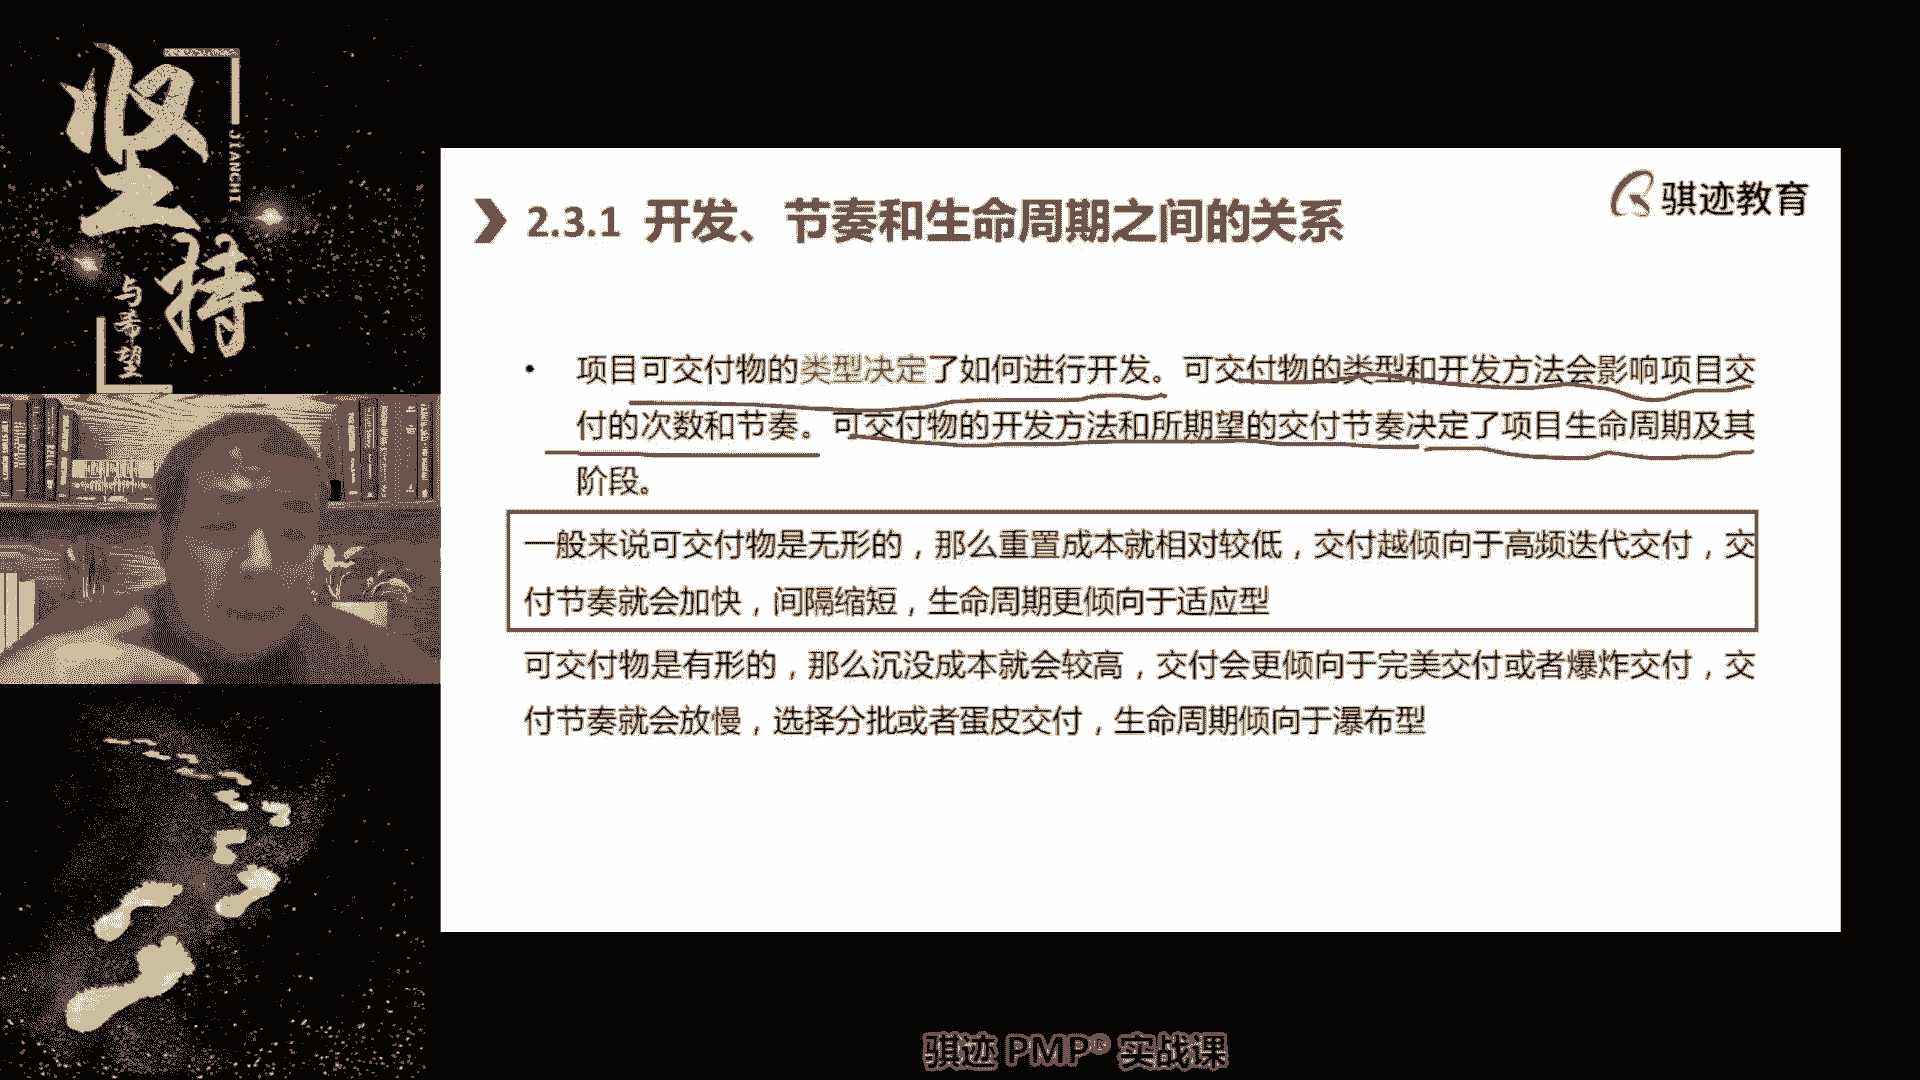 坚持
JIANCHI
与希望
骐迹教育
2.3.1 开发、节奏和生命周期之间的关系
• 项目可交付物的类型决定了如何进行开发。可交付物的类型和开发方法会影响项目交
付的次数和节奏。可交付物的开发方法和所期望的交付节奏决定了项目生命周期及其
阶段。
一般来说可交付物是无形的，那么重置成本就相对较低，交付越倾向于高频迭代交付，交
付节奏就会加快，间隔缩短，生命周期更倾向于适应型
可交付物是有形的，那么沉没成本就会较高，交付会更倾向于完美交付或者爆炸交付，交
付节奏就会放慢，选择分批或者蛋皮交付，生命周期倾向于瀑布型
骐迹 PMP® 实战课